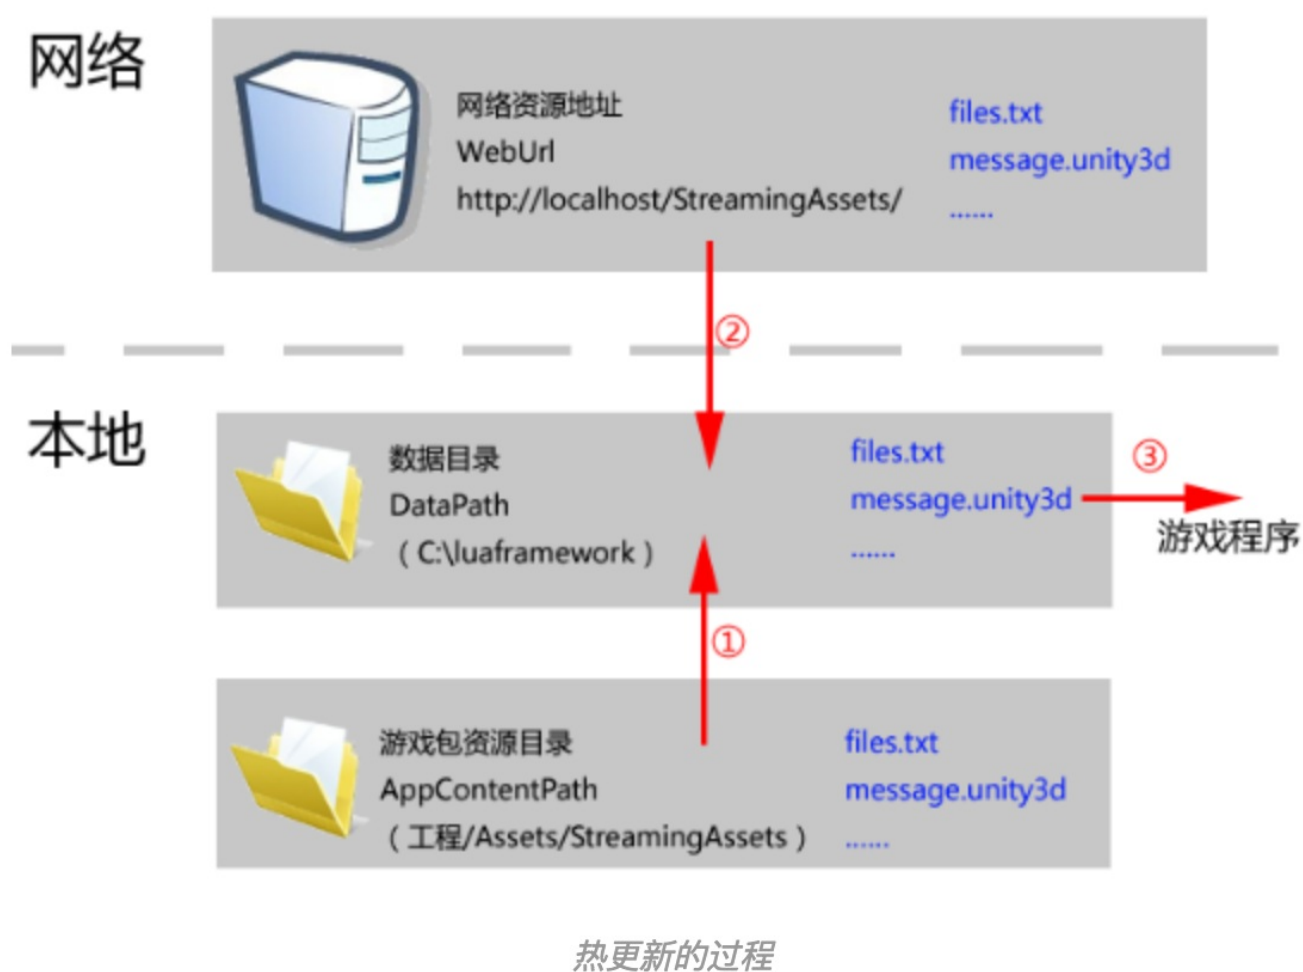 网络
网络资源地址
WebUrl
http://localhost/StreamingAssets/
files.txt
message.unity3d
......
②
本地
数据目录
DataPath
（C:\luaframework）
files.txt
message.unity3d
......
③
游戏程序
①
游戏包资源目录
AppContentPath
（工程/Assets/StreamingAssets）
files.txt
message.unity3d
......
热更新的过程